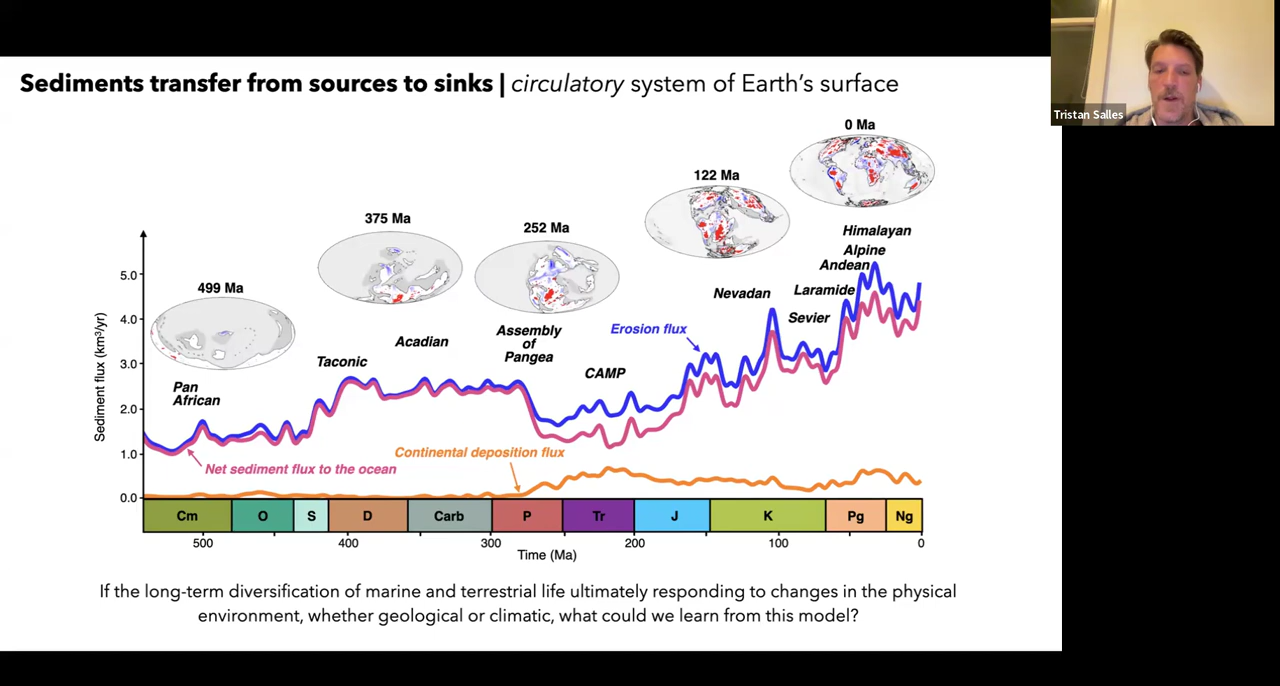 Sediments transfer from sources to sinks | circulatory system of Earth's surface
Tristan Salles
0 Ma
122 Ma
375 Ma
252 Ma
499 Ma
Himalayan
Alpine
Andean
Laramide
Nevadan
Sevier
Erosion flux
Assembly
of
Pangea
Acadian
Taconic
CAMP
Pan
African
Net sediment flux to the ocean
Continental deposition flux
Sediment flux (km³/yr)
5.0
4.0
3.0
2.0
1.0
0.0
Cm O S D Carb P Tr J K Pg Ng
500 400 300 200 100 0
Time (Ma)
If the long-term diversification of marine and terrestrial life ultimately responding to changes in the physical
environment, whether geological or climatic, what could we learn from this model?